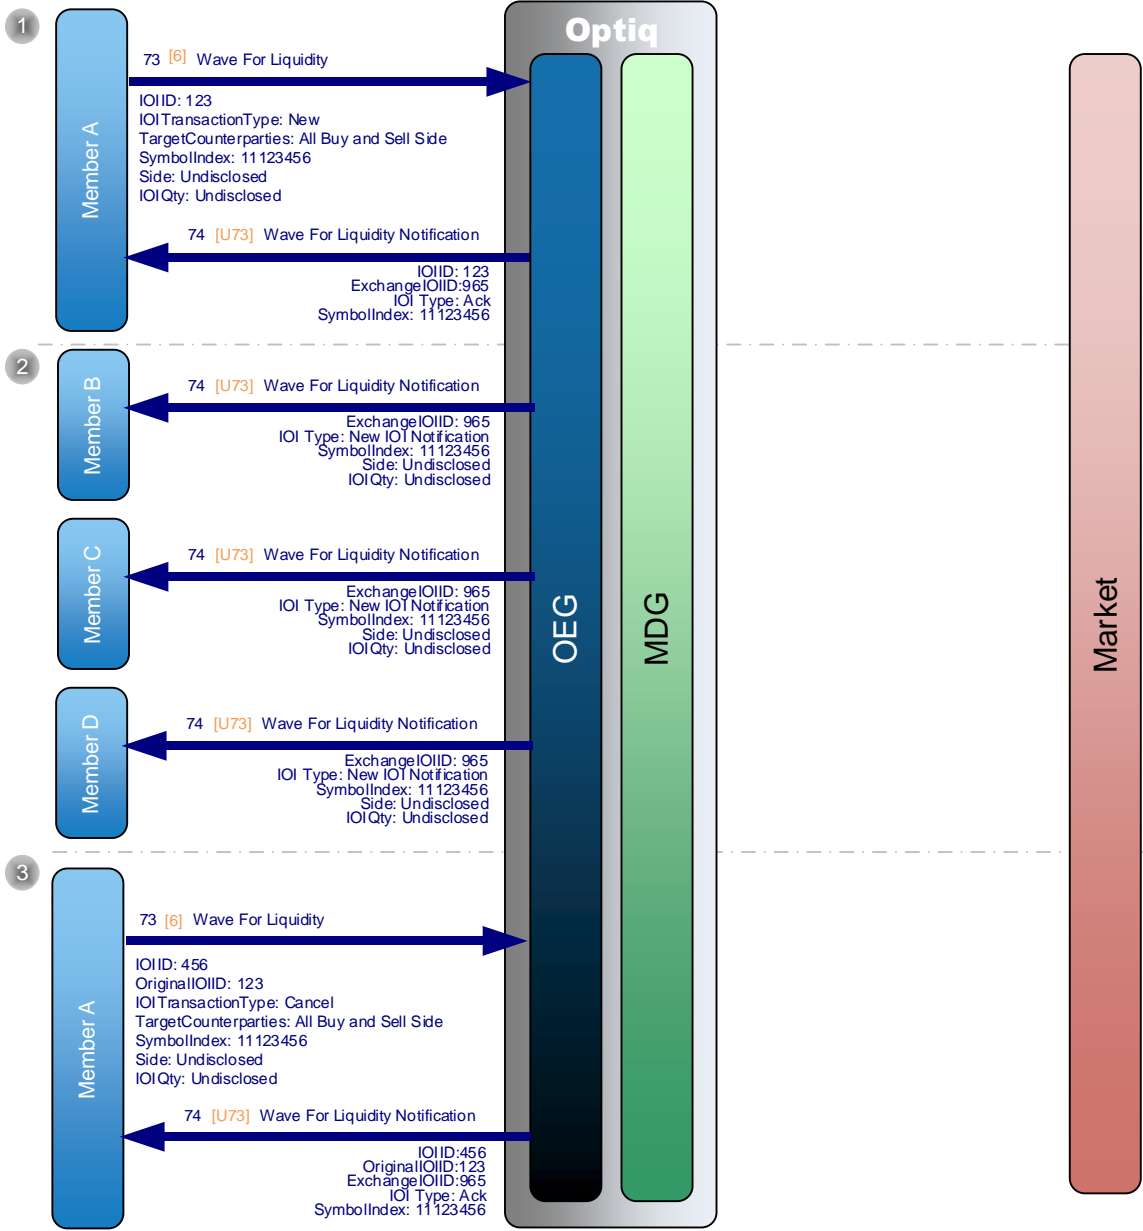 1
Optiq
73 [6] Wave For Liquidity
Member A
IOIID: 123
IOITransactionType: New
TargetCounterparties: All Buy and Sell Side
SymbolIndex: 11123456
Side: Undisclosed
IOIQty: Undisclosed
74 [U73] Wave For Liquidity Notification
IOIID: 123
ExchangeIOIID:965
IOI Type: Ack
SymbolIndex: 11123456
2
Member B
74 [U73] Wave For Liquidity Notification
ExchangeIOIID: 965
IOI Type: New IOI Notification
SymbolIndex: 11123456
Side: Undisclosed
IOIQty: Undisclosed
Member C
74 [U73] Wave For Liquidity Notification
ExchangeIOIID: 965
IOI Type: New IOI Notification
SymbolIndex: 11123456
Side: Undisclosed
IOIQty: Undisclosed
OEG
MDG
Market
Member D
74 [U73] Wave For Liquidity Notification
ExchangeIOIID: 965
IOI Type: New IOI Notification
SymbolIndex: 11123456
Side: Undisclosed
IOIQty: Undisclosed
3
Member A
73 [6] Wave For Liquidity
IOIID: 456
OriginalIOIID: 123
IOITransactionType: Cancel
TargetCounterparties: All Buy and Sell Side
SymbolIndex: 11123456
Side: Undisclosed
IOIQty: Undisclosed
74 [U73] Wave For Liquidity Notification
IOIID:456
OriginalIOIID:123
ExchangeIOIID:965
IOI Type: Ack
SymbolIndex: 11123456